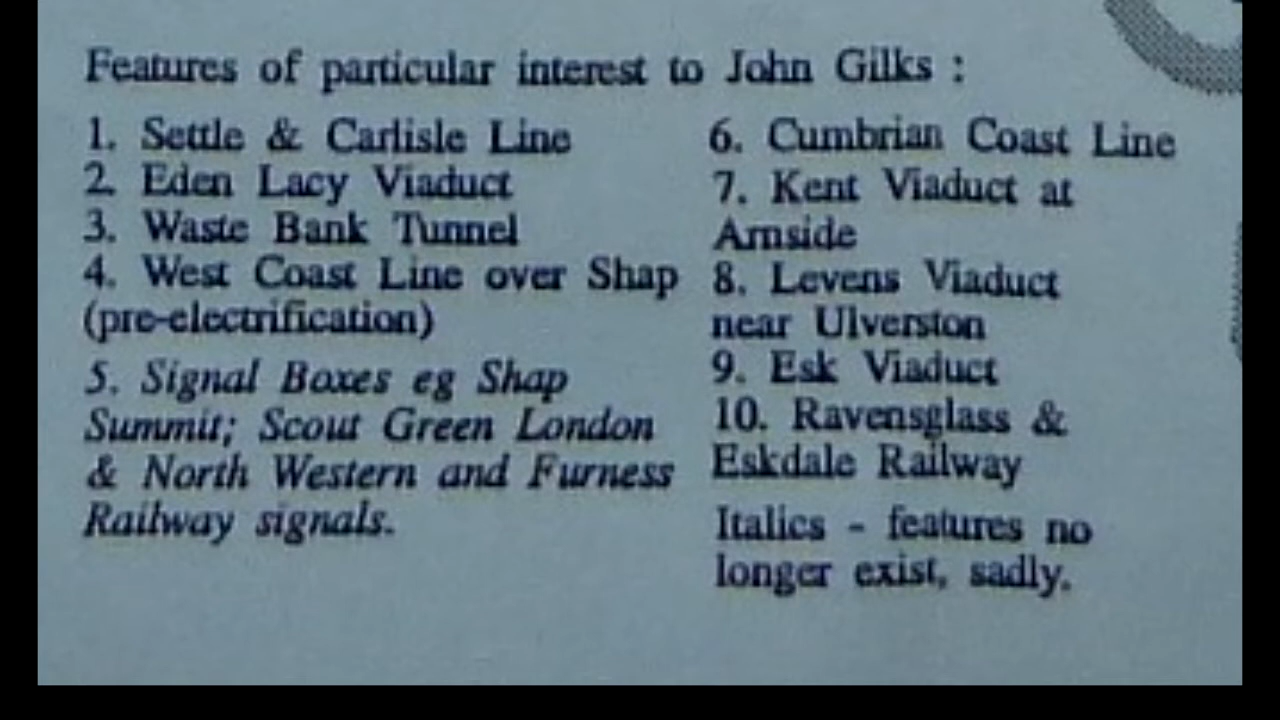 Features of particular interest to John Gilks :
1. Settle & Carlisle Line
2. Eden Lacy Viaduct
3. Waste Bank Tunnel
4. West Coast Line over Shap
(pre-electrification)
5. Signal Boxes eg Shap
Summit; Scout Green London
& North Western and Furness
Railway signals.
6. Cumbrian Coast Line
7. Kent Viaduct at
Arnside
8. Levens Viaduct
near Ulverston
9. Esk Viaduct
10. Ravensglass &
Eskdale Railway
Italics - features no
longer exist, sadly.